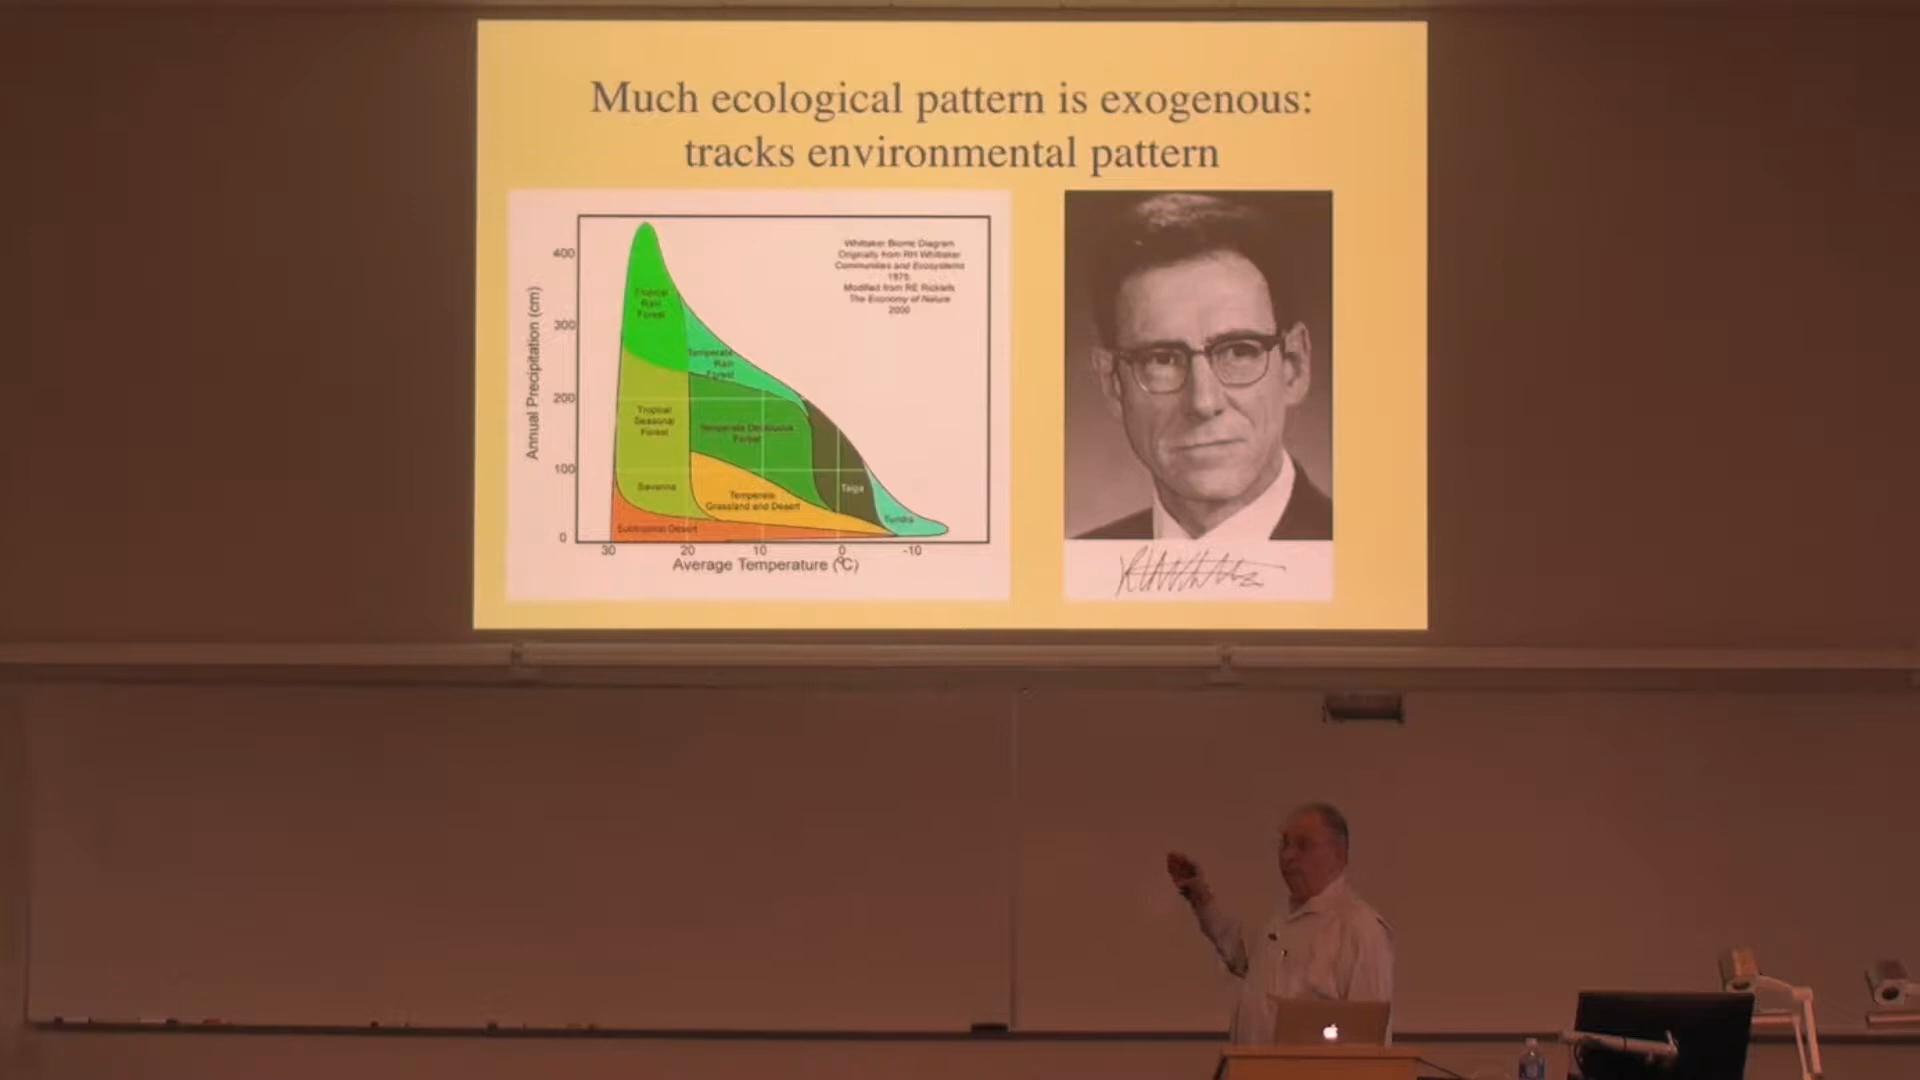 Much ecological pattern is exogenous:
tracks environmental pattern
Whittaker Biome Diagram
Originally from RH Whittaker
Communities and Ecosystems
1975
Modified from RE Ricklefs
The Economy of Nature
2000
Annual Precipitation (cm)
400
300
200
100
0
Tropical
Rain
Forest
Temperate
Rain
Forest
Tropical
Seasonal
Forest
Temperate Deciduous
Forest
Savanna
Temperate
Grassland and Desert
Taiga
Tundra
Subtropical Desert
30 20 10 0 -10
Average Temperature (°C)